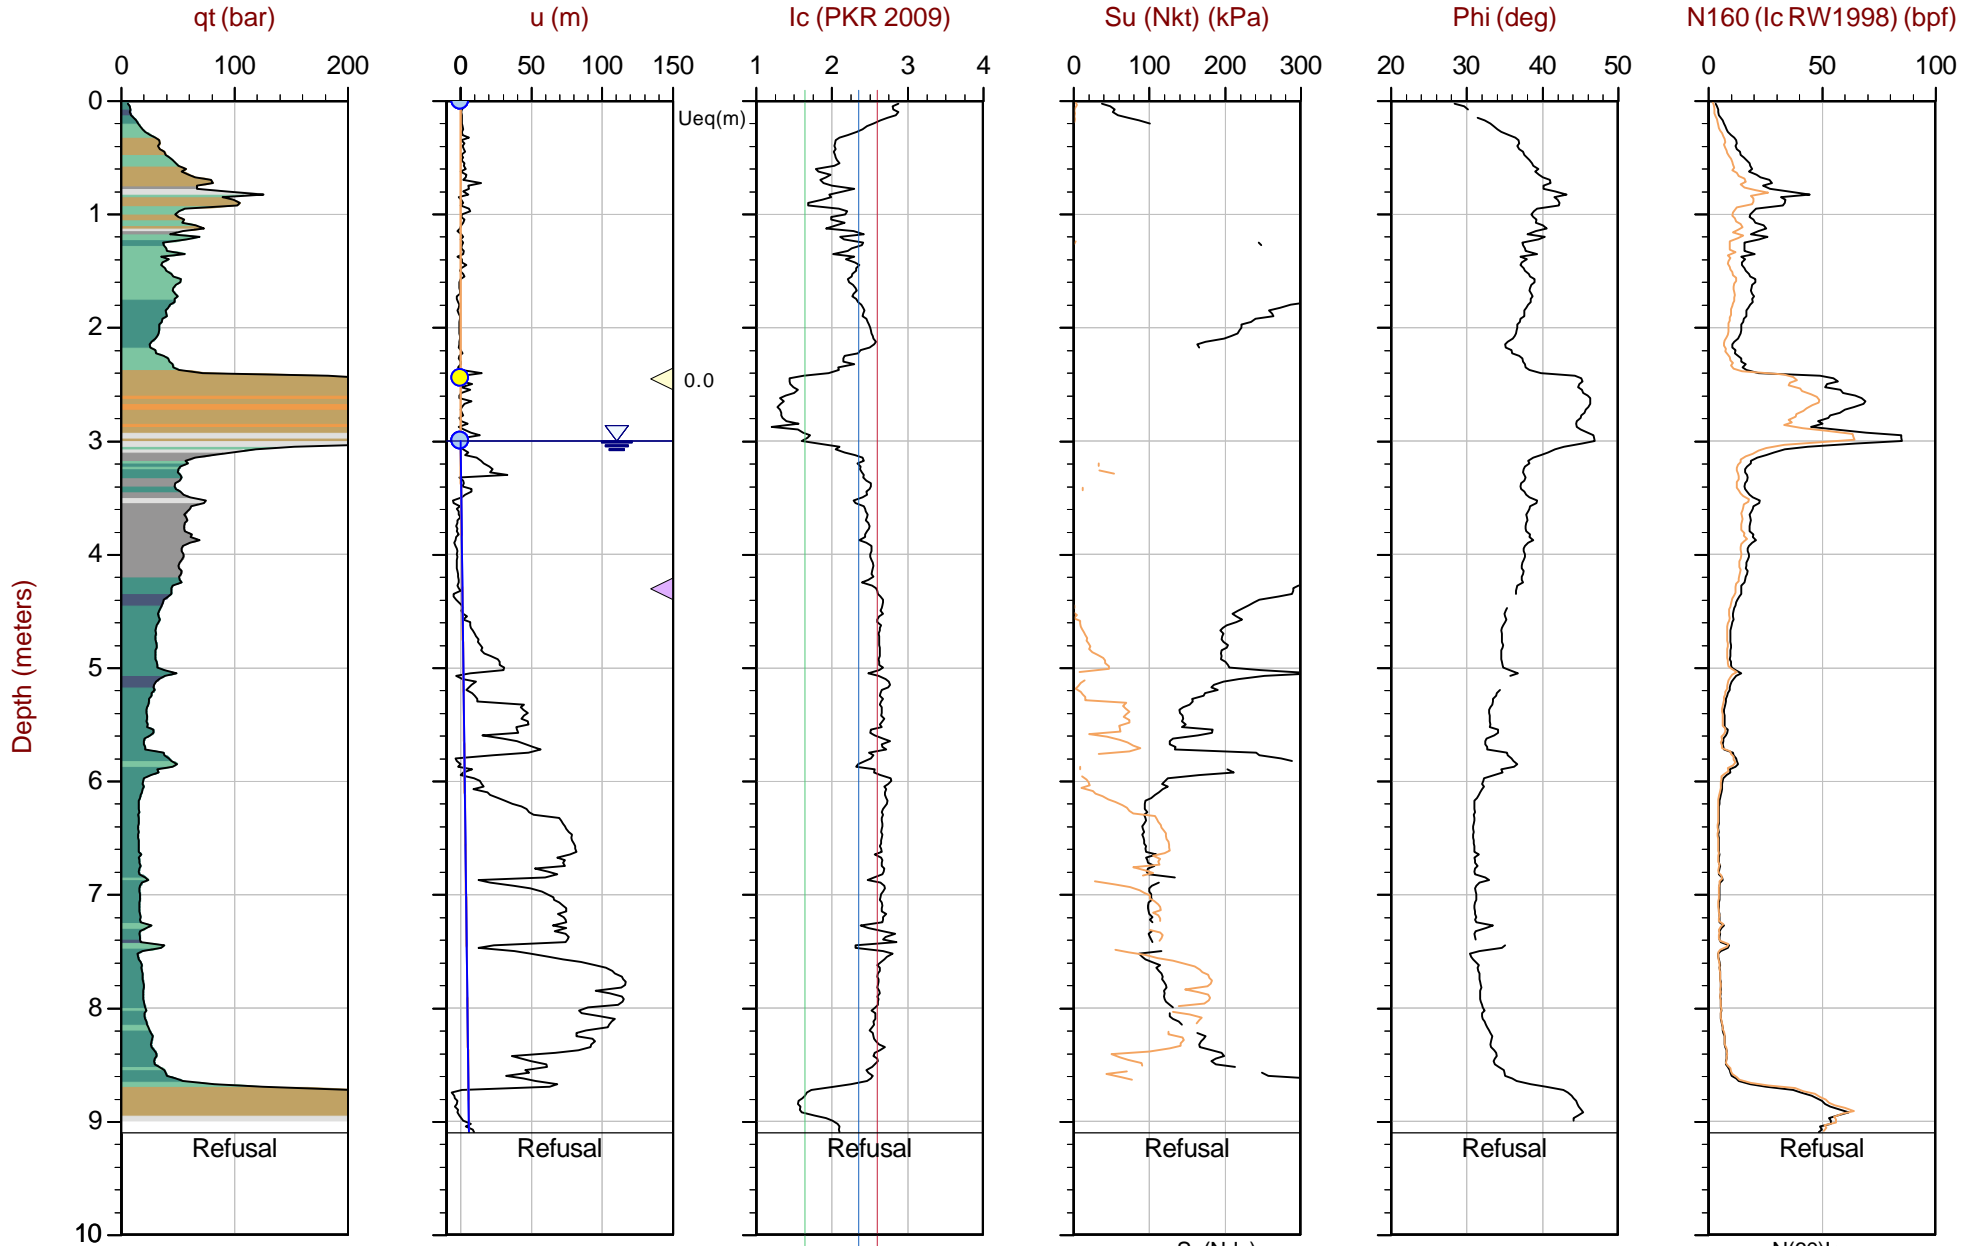 qt (bar) u (m) Ic (PKR 2009) Su (Nkt) (kPa) Phi (deg) N160 (Ic RW1998) (bpf)
0 100 200 0 50 100 150 1 2 3 4 0 100 200 300 20 30 40 50 0 50 100
0
Ueq(m)
1
2
0.0
3
4
Depth (meters)
5
6
7
8
9
Refusal Refusal Refusal Refusal Refusal Refusal
10